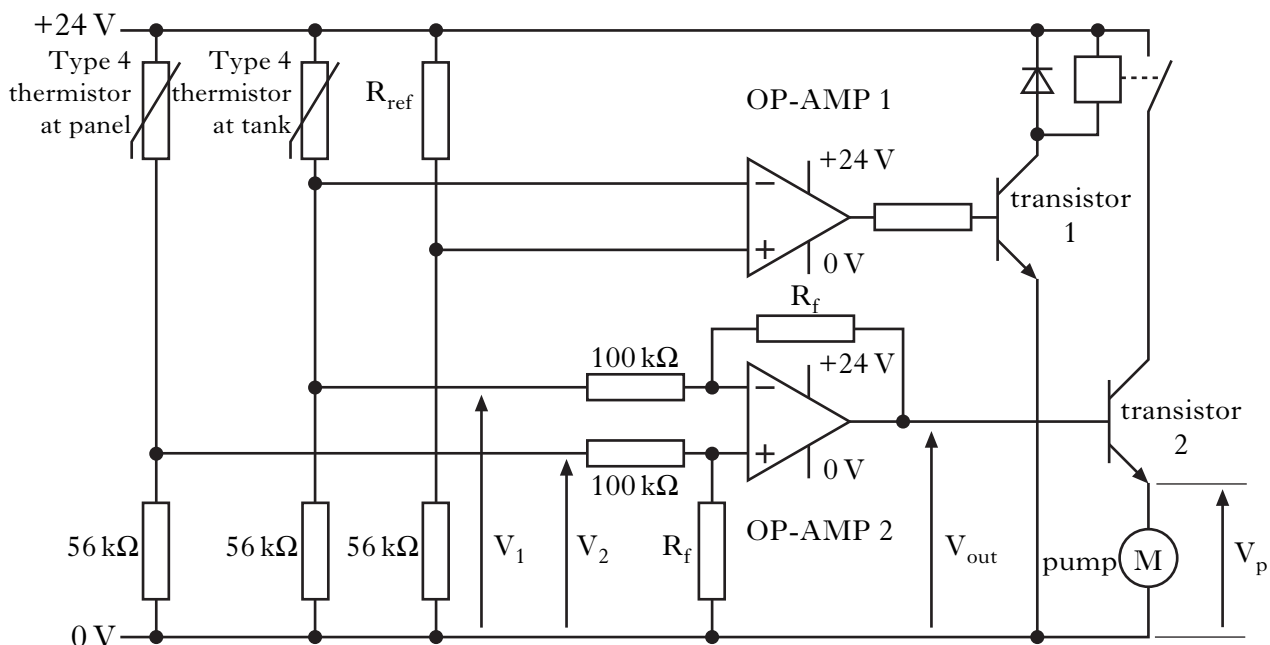 +24 V
Type 4
thermistor
at panel
Type 4
thermistor
at tank
R_ref
OP-AMP 1
+24 V
−
+
0 V
transistor
1
R_f
100 kΩ
+24 V
−
+
0 V
100 kΩ
transistor
2
OP-AMP 2
56 kΩ
56 kΩ
56 kΩ
V_1
V_2
R_f
V_out
pump
M
V_p
0 V